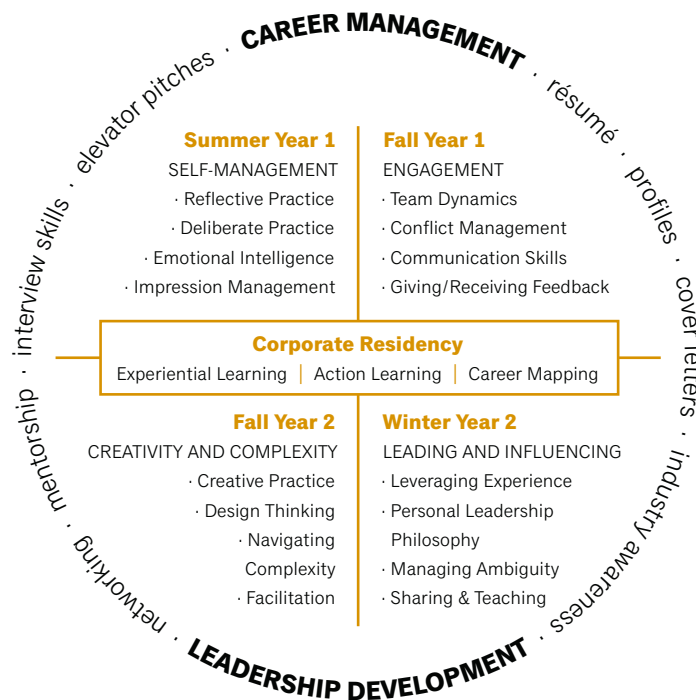 CAREER MANAGEMENT · résumé · profiles · cover letters · industry awareness ·
LEADERSHIP DEVELOPMENT · networking · mentorship · interview skills · elevator pitches ·
Summer Year 1
SELF-MANAGEMENT
· Reflective Practice
· Deliberate Practice
· Emotional Intelligence
· Impression Management
Fall Year 1
ENGAGEMENT
· Team Dynamics
· Conflict Management
· Communication Skills
· Giving/Receiving Feedback
Corporate Residency
Experiential Learning | Action Learning | Career Mapping
Fall Year 2
CREATIVITY AND COMPLEXITY
· Creative Practice
· Design Thinking
· Navigating
Complexity
· Facilitation
Winter Year 2
LEADING AND INFLUENCING
· Leveraging Experience
· Personal Leadership
Philosophy
· Managing Ambiguity
· Sharing & Teaching